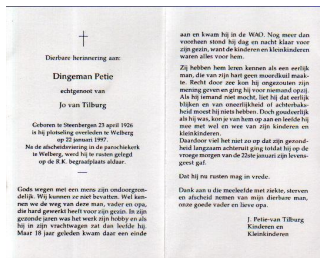 Dierbare herinnering aan:
Dingeman Petie
echtgenoot van
Jo van Tilburg
Geboren te Steenbergen 23 april 1926
is hij plotseling overleden te Welberg
op 22 januari 1997.
Na de afscheidsviering in de parochiekerk
te Welberg, werd hij te rusten gelegd
op de R.K. begraafplaats aldaar.
Gods wegen met een mens zijn ondoorgron-
delijk. Wij kunnen ze niet bevatten. Wel ken-
nen we de weg van deze man, vader en opa,
die hard gewerkt heeft voor zijn gezin. In zijn
gezonde jaren was het werk zijn hobby en als
hij in zijn vrachtwagen zat dan leefde hij.
Maar 18 jaar geleden kwam daar een einde
aan en kwam hij in de WAO. Nog meer dan
voorheen stond hij dag en nacht klaar voor
zijn gezin, want de kinderen en kleinkinderen
waren alles voor hem.
Zij hebben hem leren kennen als een eerlijk
man, die van zijn hart geen moordkuil maak-
te. Recht door zee kon hij ongezouten zijn
mening geven en ging hij voor niemand opzij.
Als hij iemand niet mocht, liet hij dat eerlijk
blijken en van oneerlijkheid of achterbaks-
heid moest hij niets hebben. Doch goudeerlijk
als hij was, kon je van hem op aan en leefde hij
mee met wel en wee van zijn kinderen en
kleinkinderen.
Daardoor viel het niet zo op dat zijn gezond-
heid langzaam achteruit ging totdat hij op de
vroege morgen van de 22ste januari zijn levens-
geest gaf.
Dat hij nu rusten mag in vrede.
Dank aan u die meeleefde met ziekte, sterven
en afscheid nemen van mijn dierbare man,
onze goede vader en lieve opa.
J. Petie-van Tilburg
Kinderen en
Kleinkinderen